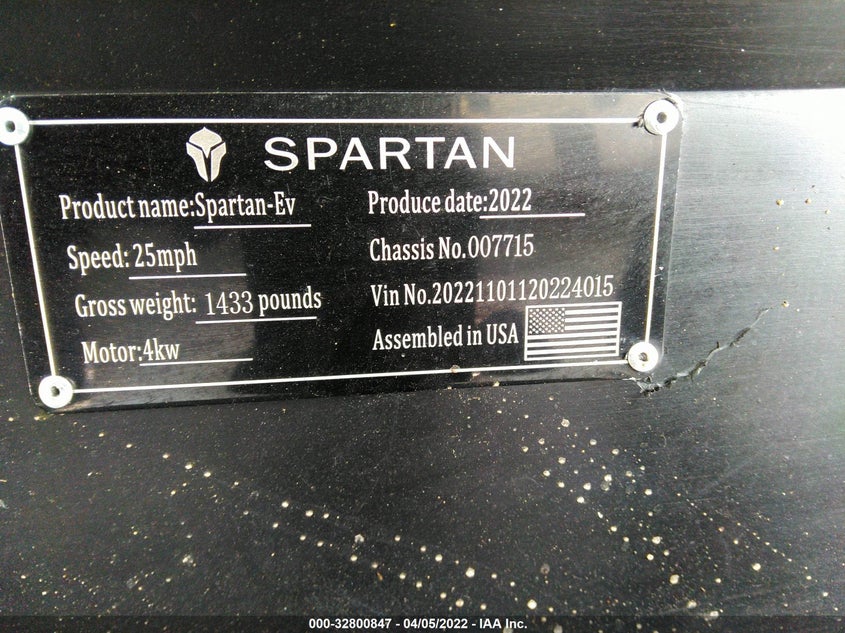 SPARTAN
Product name:Spartan-Ev
Produce date:2022
Speed: 25mph
Chassis No.007715
Gross weight: 1433 pounds
Vin No.20221101120224015
Motor:4kw
Assembled in USA
000-32800847 - 04/05/2022 - IAA Inc.